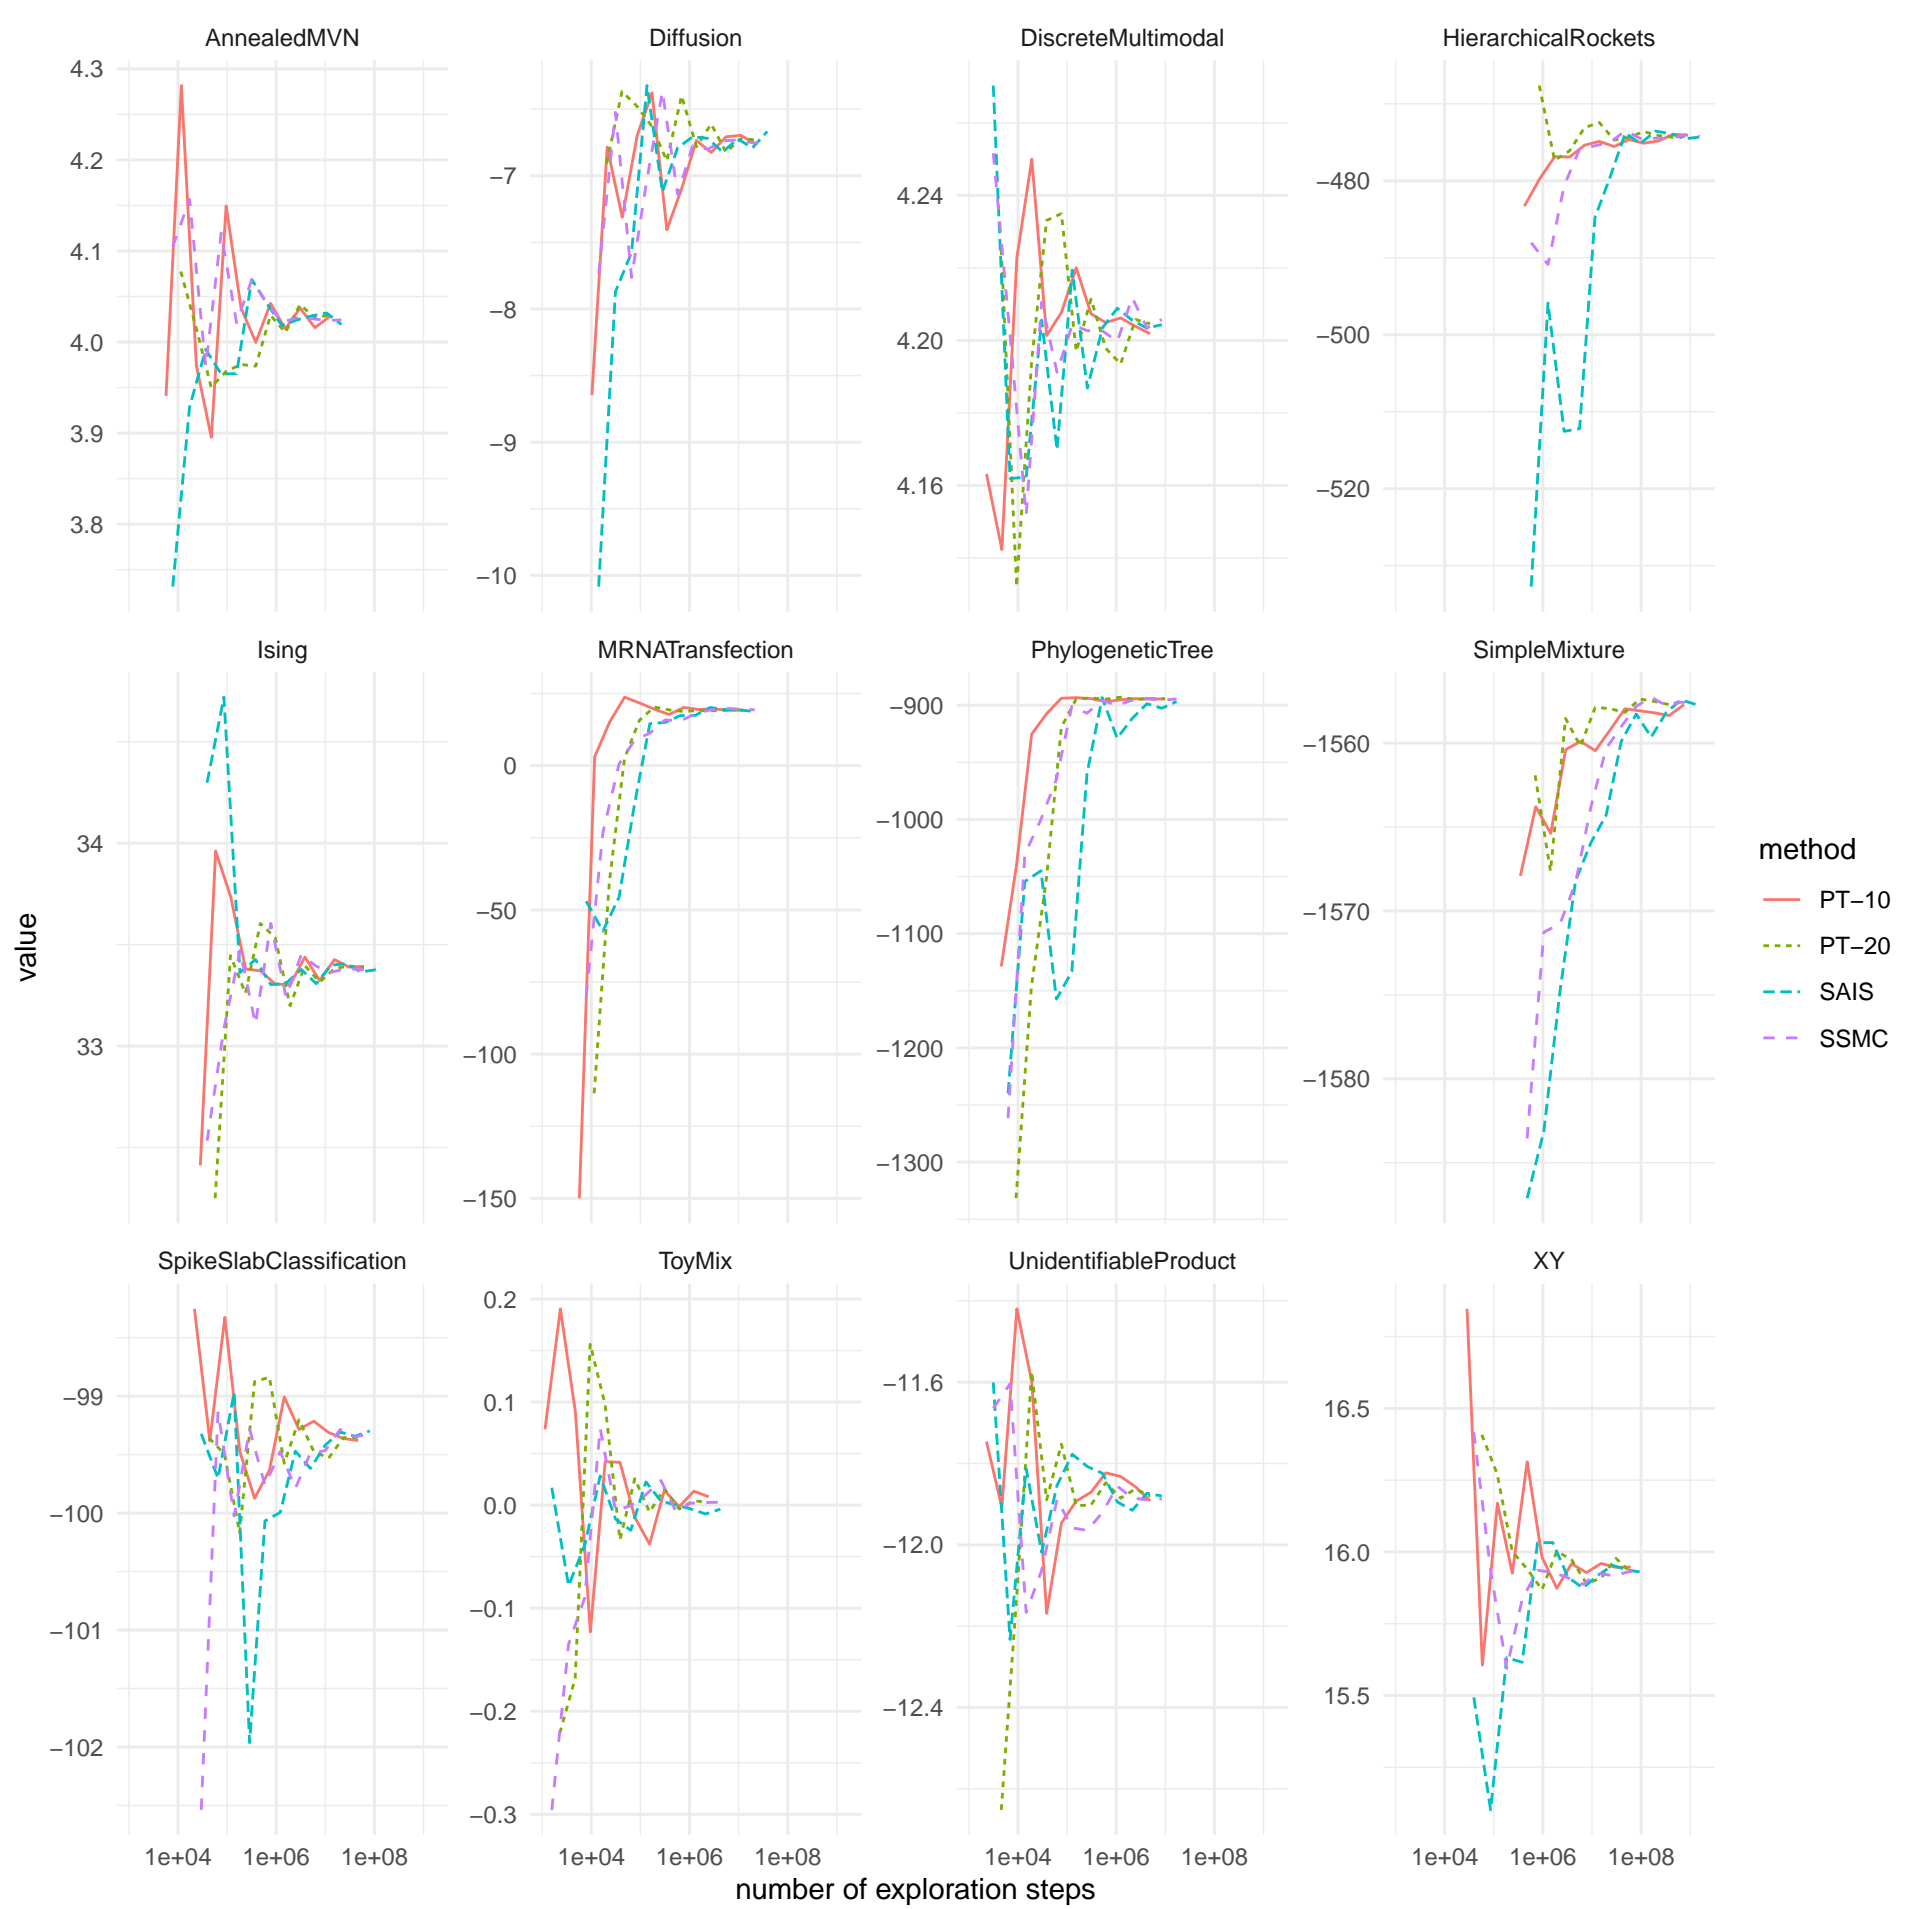 AnnealedMVN
Diffusion
DiscreteMultimodal
HierarchicalRockets
4.3
4.2
4.1
4.0
3.9
3.8
−7
−8
−9
−10
4.24
4.20
4.16
−480
−500
−520
Ising
MRNATransfection
PhylogeneticTree
SimpleMixture
34
33
0
−50
−100
−150
−900
−1000
−1100
−1200
−1300
−1560
−1570
−1580
SpikeSlabClassification
ToyMix
UnidentifiableProduct
XY
−99
−100
−101
−102
0.2
0.1
0.0
−0.1
−0.2
−0.3
−11.6
−12.0
−12.4
16.5
16.0
15.5
1e+04 1e+06 1e+08
1e+04 1e+06 1e+08
1e+04 1e+06 1e+08
1e+04 1e+06 1e+08
number of exploration steps
value
method
PT−10
PT−20
SAIS
SSMC